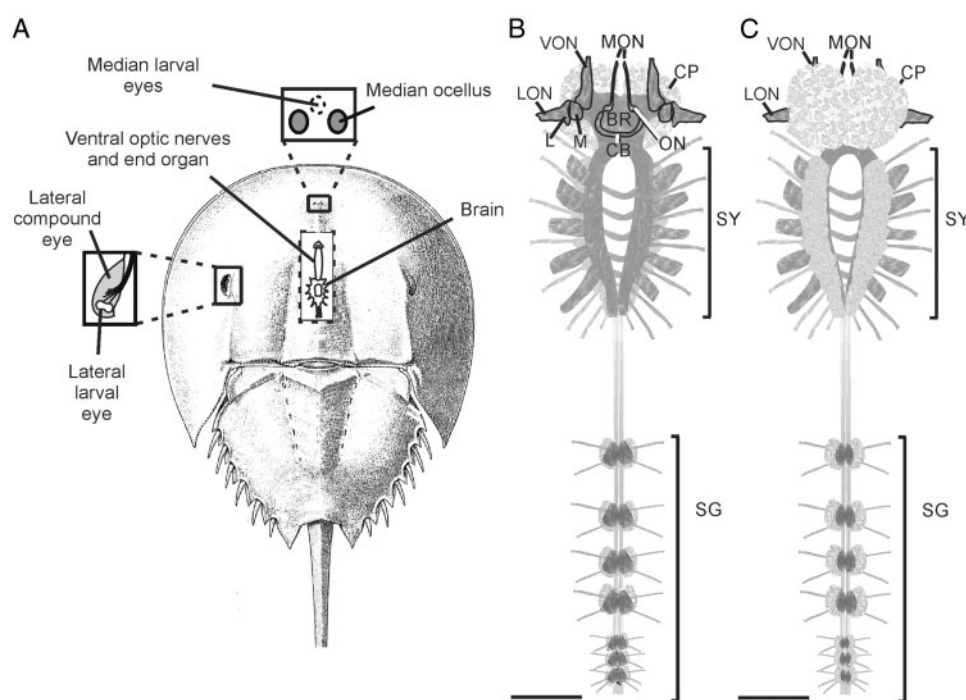 A
Median larval
eyes
Median ocellus
Ventral optic nerves
and end organ
Lateral
compound
eye
Brain
Lateral
larval
eye
B
VON
MON
CP
LON
BR
L
M
ON
CB
SY
SG
C
VON
MON
CP
LON
SY
SG